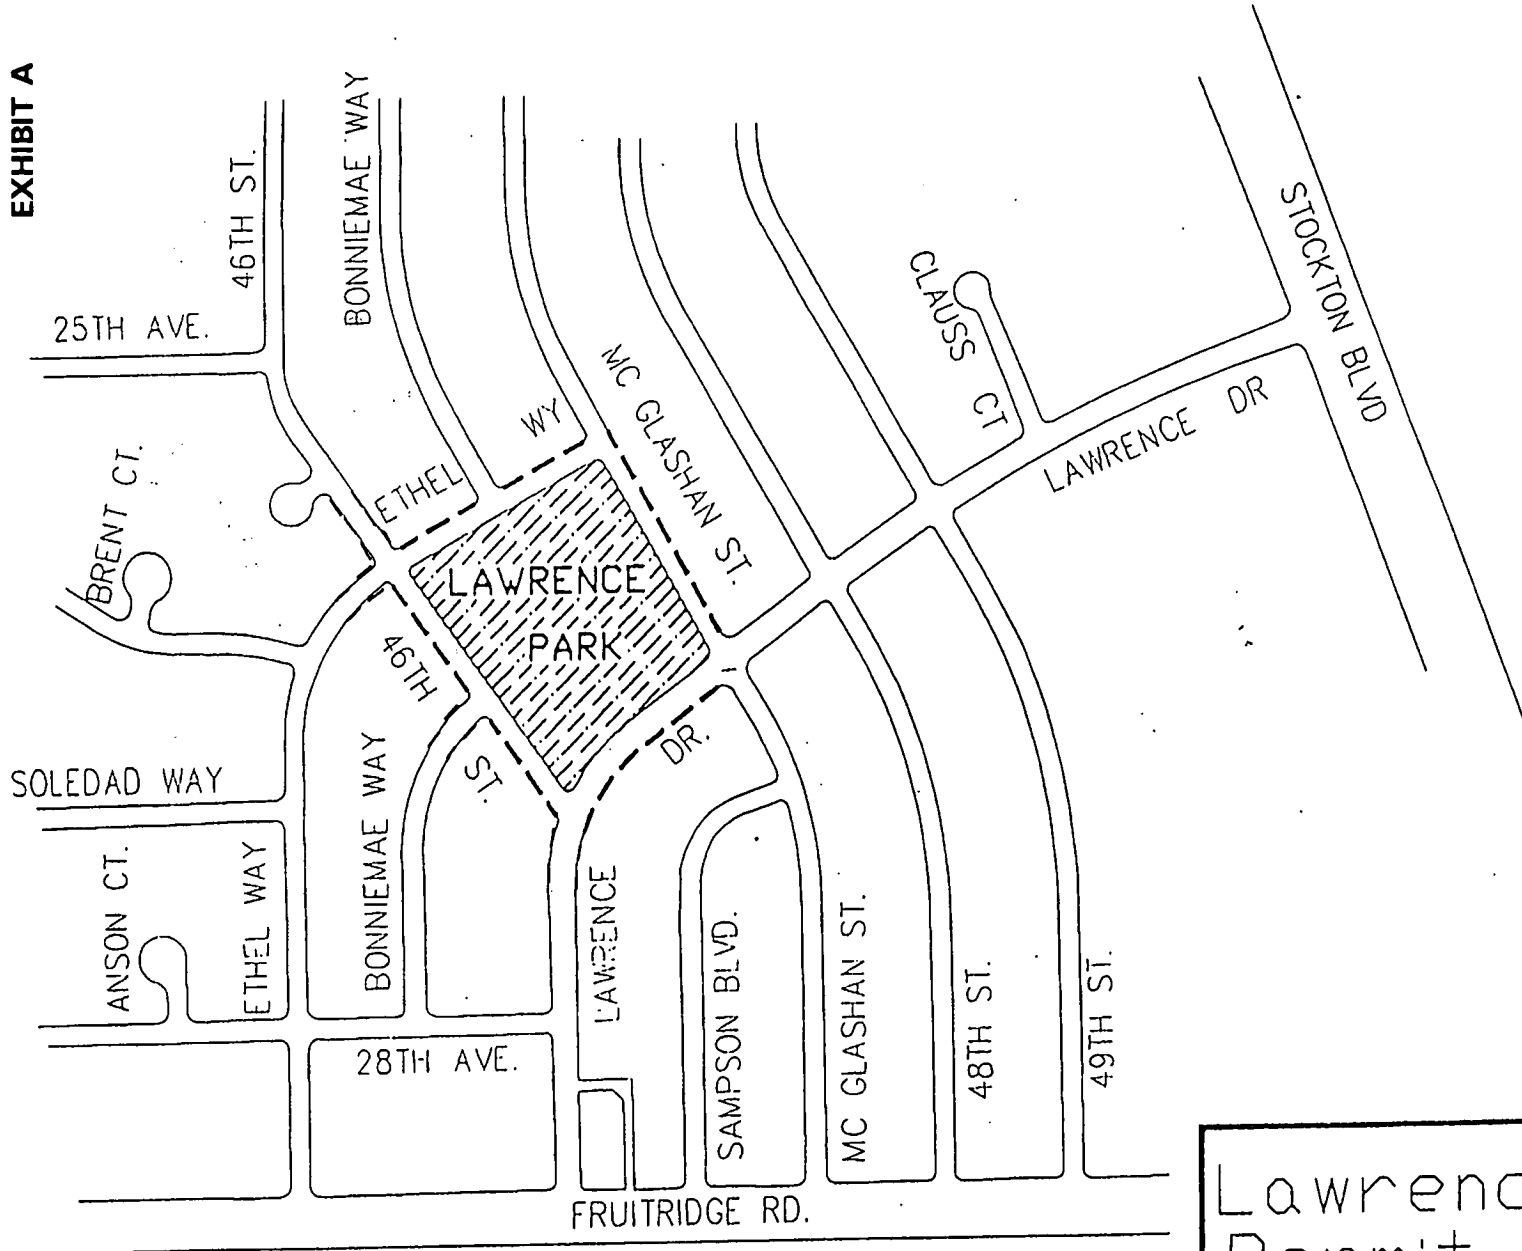 EXHIBIT A
46TH ST.
BONNIEMAE WAY
25TH AVE.
STOCKTON BLVD
CLAUSS CT
LAWRENCE DR
MC GLASHAN ST.
ETHEL WY
BRENT CT.
LAWRENCE
PARK
46TH ST.
DR.
SOLEDAD WAY
BONNIEMAE WAY
ANSON CT.
ETHEL WAY
LAWRENCE
SAMPSON BLVD.
MC GLASHAN ST.
48TH ST.
49TH ST.
28TH AVE.
FRUITRIDGE RD.
Lawrenc